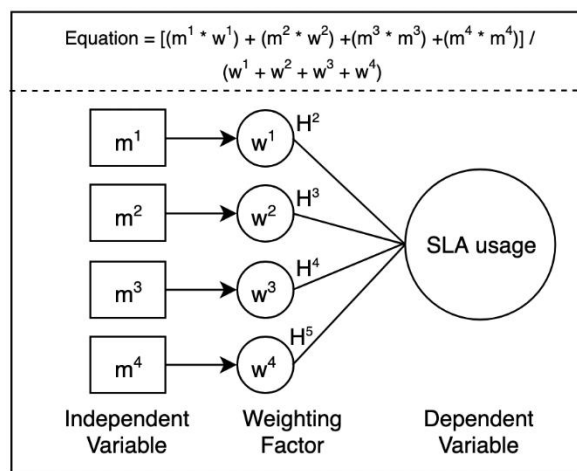 Equation = [(m¹ * w¹) + (m² * w²) +(m³ * m³) +(m⁴ * m⁴)] /
(w¹ + w² + w³ + w⁴)
m¹ w¹ H²
m² w² H³
SLA usage
m³ w³ H⁴
m⁴ w⁴ H⁵
Independent Variable
Weighting Factor
Dependent Variable